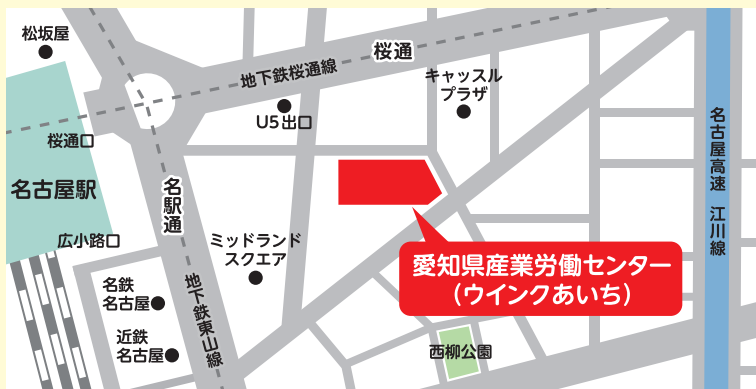 松坂屋
地下鉄桜通線
桜通
キャッスル
プラザ
U5出口
桜通口
名古屋駅
名駅通
広小路口
ミッドランド
スクエア
愛知県産業労働センター
（ウインクあいち）
名鉄
名古屋
近鉄
名古屋
地下鉄東山線
西柳公園
名古屋高速 江川線